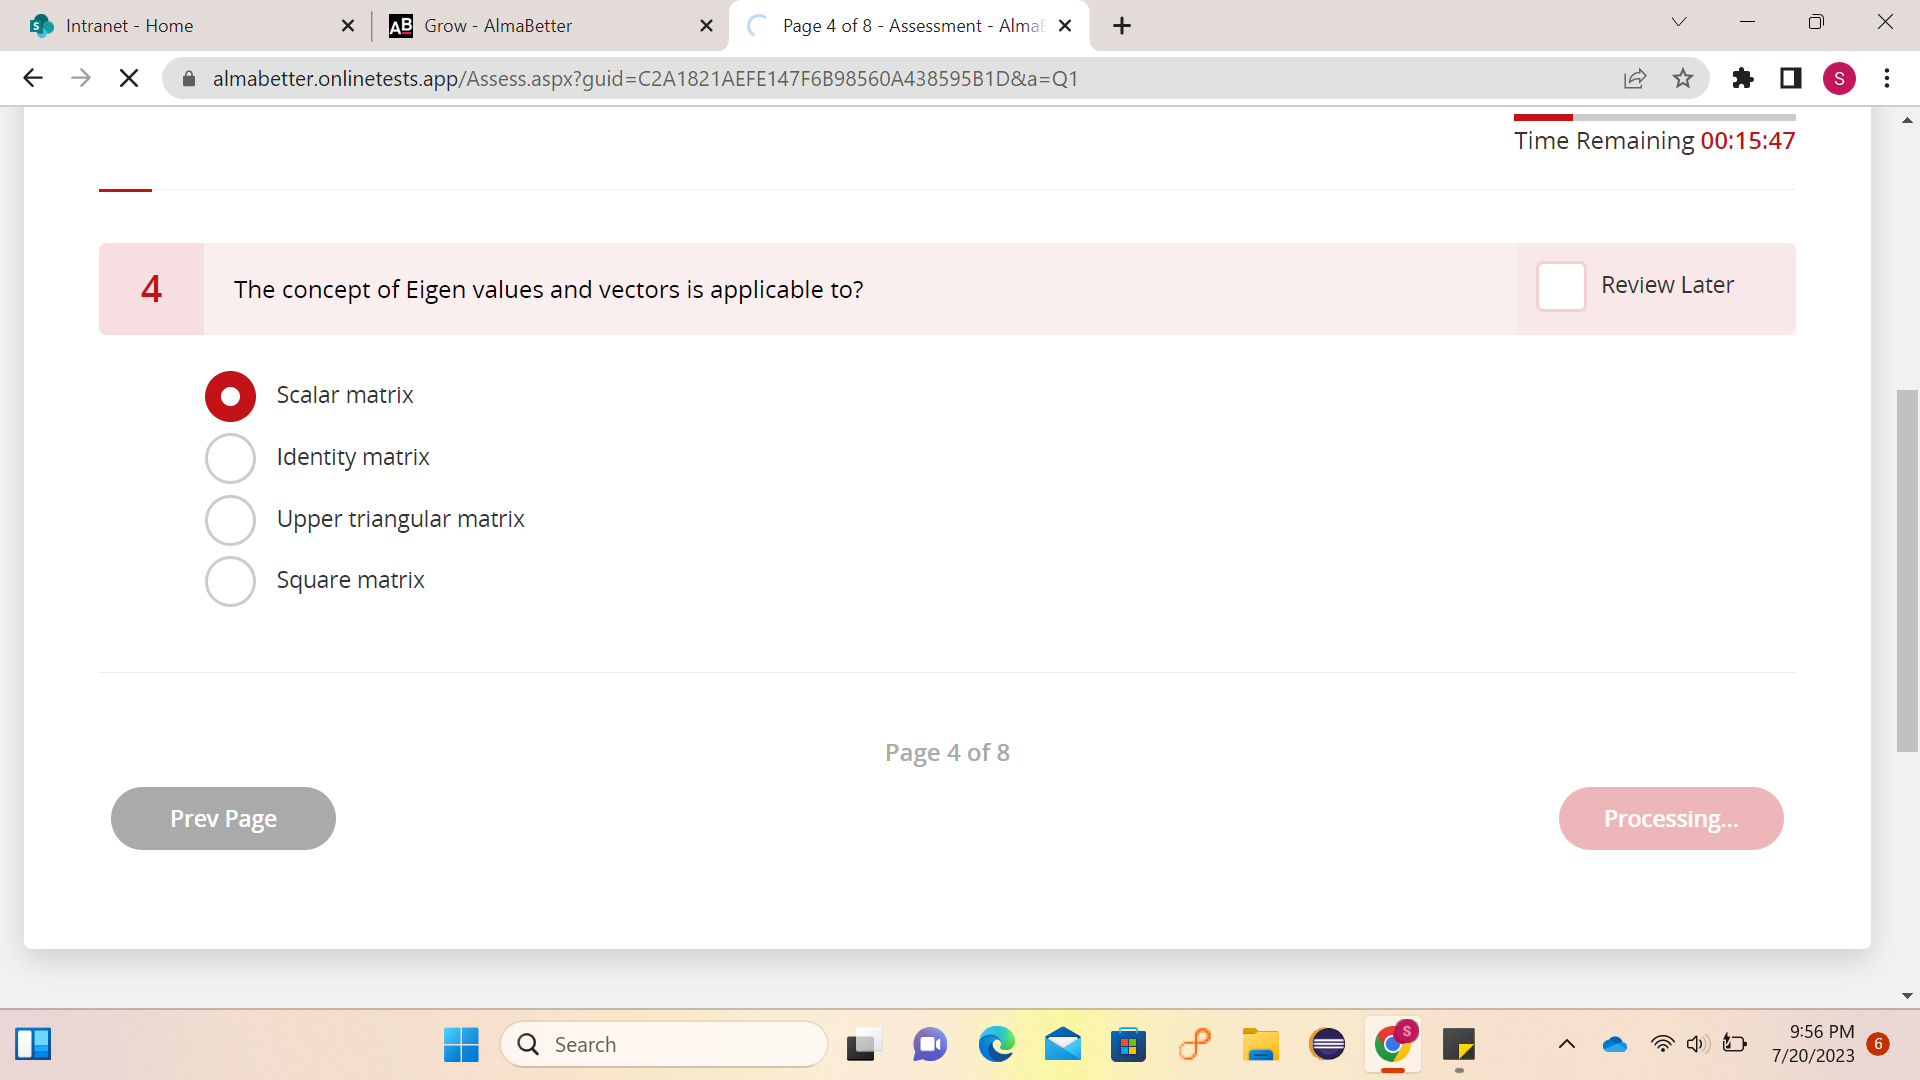 Intranet - Home
AB Grow - AlmaBetter
Page 4 of 8 - Assessment - Alma
almabetter.onlinetests.app/Assess.aspx?guid=C2A1821AEFE147F6B98560A438595B1D&a=Q1
S
Time Remaining 00:15:47
4
The concept of Eigen values and vectors is applicable to?
Review Later
Scalar matrix
Identity matrix
Upper triangular matrix
Square matrix
Page 4 of 8
Prev Page
Processing...
Search
S
9:56 PM
7/20/2023
6